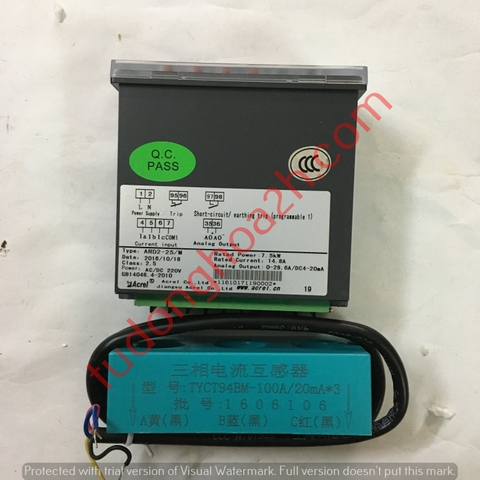 Q.C.
PASS
CCC
1 2
95 96
97 98
L N
Power Supply
Trip
Short-circuit/ earthing trip(programmable 1)
4 5 6 7
35 36
Ia Ib Ic COM1
AO AO
Current input
Analog Output
Type: ARD2-25/M
Rated Power: 7.5kW
Date: 2016/10/18
Rated Current: 14.8A
Class: 2.5
Analog Output: 0-29.6A/DC4-20mA
Power: AC/DC 220V
GB14048.4-2010
*11610171190002*
Acrel
Acrel Co.,Ltd.
Jiangsu Acrel Co.,Ltd.
www.acrel.cn
19
tudonghoa2h.com
三相电流互感器
型号:TYCT94BM-100A/20mA*3
批号:1606106
A黄(黑) B蓝(黑) C红(黑)
Protected with trial version of Visual Watermark. Full version doesn't put this mark.